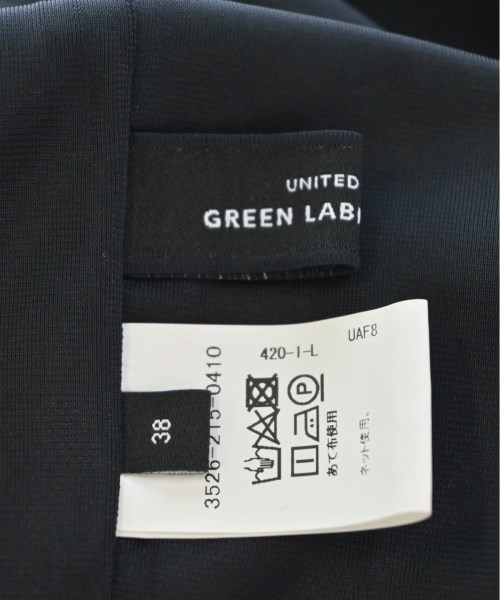 UNITED
GREEN LAB
38
3526-215-0410
420-I-L
UAF8
P
あて布使用
ネット使用。